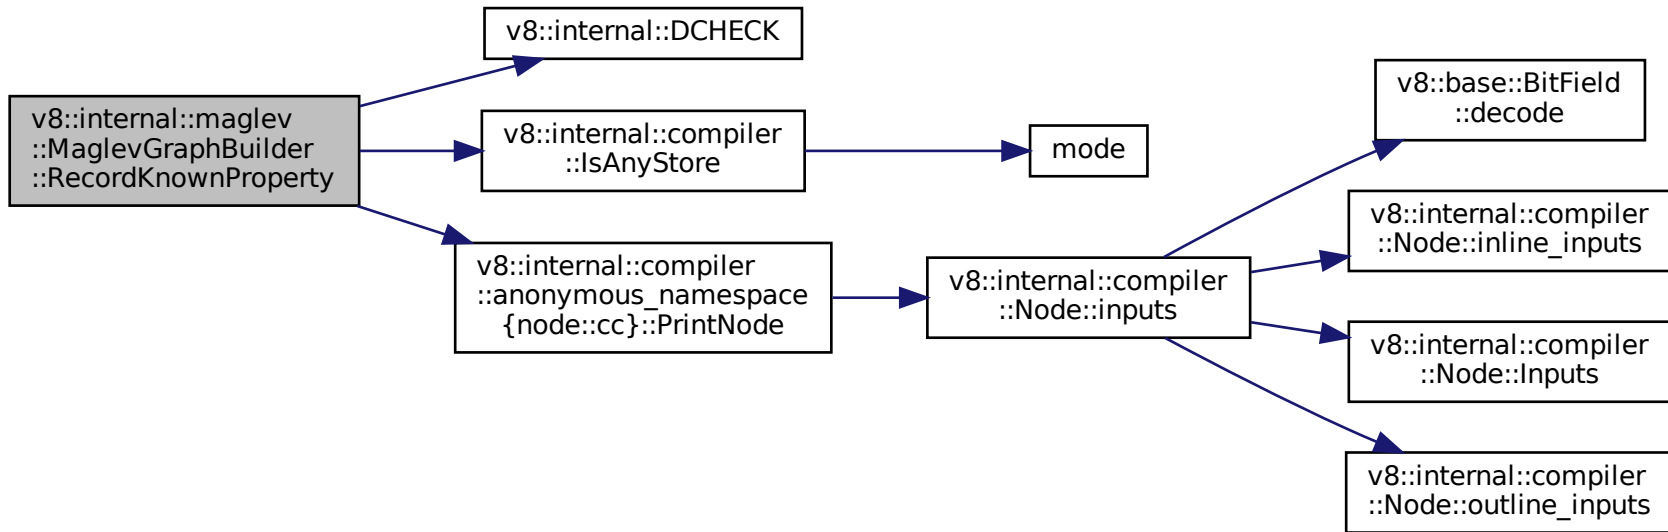 v8::internal::maglev
::MaglevGraphBuilder
::RecordKnownProperty
v8::internal::DCHECK
v8::internal::compiler
::IsAnyStore
mode
v8::internal::compiler
::anonymous_namespace
{node::cc}::PrintNode
v8::internal::compiler
::Node::inputs
v8::base::BitField
::decode
v8::internal::compiler
::Node::inline_inputs
v8::internal::compiler
::Node::Inputs
v8::internal::compiler
::Node::outline_inputs